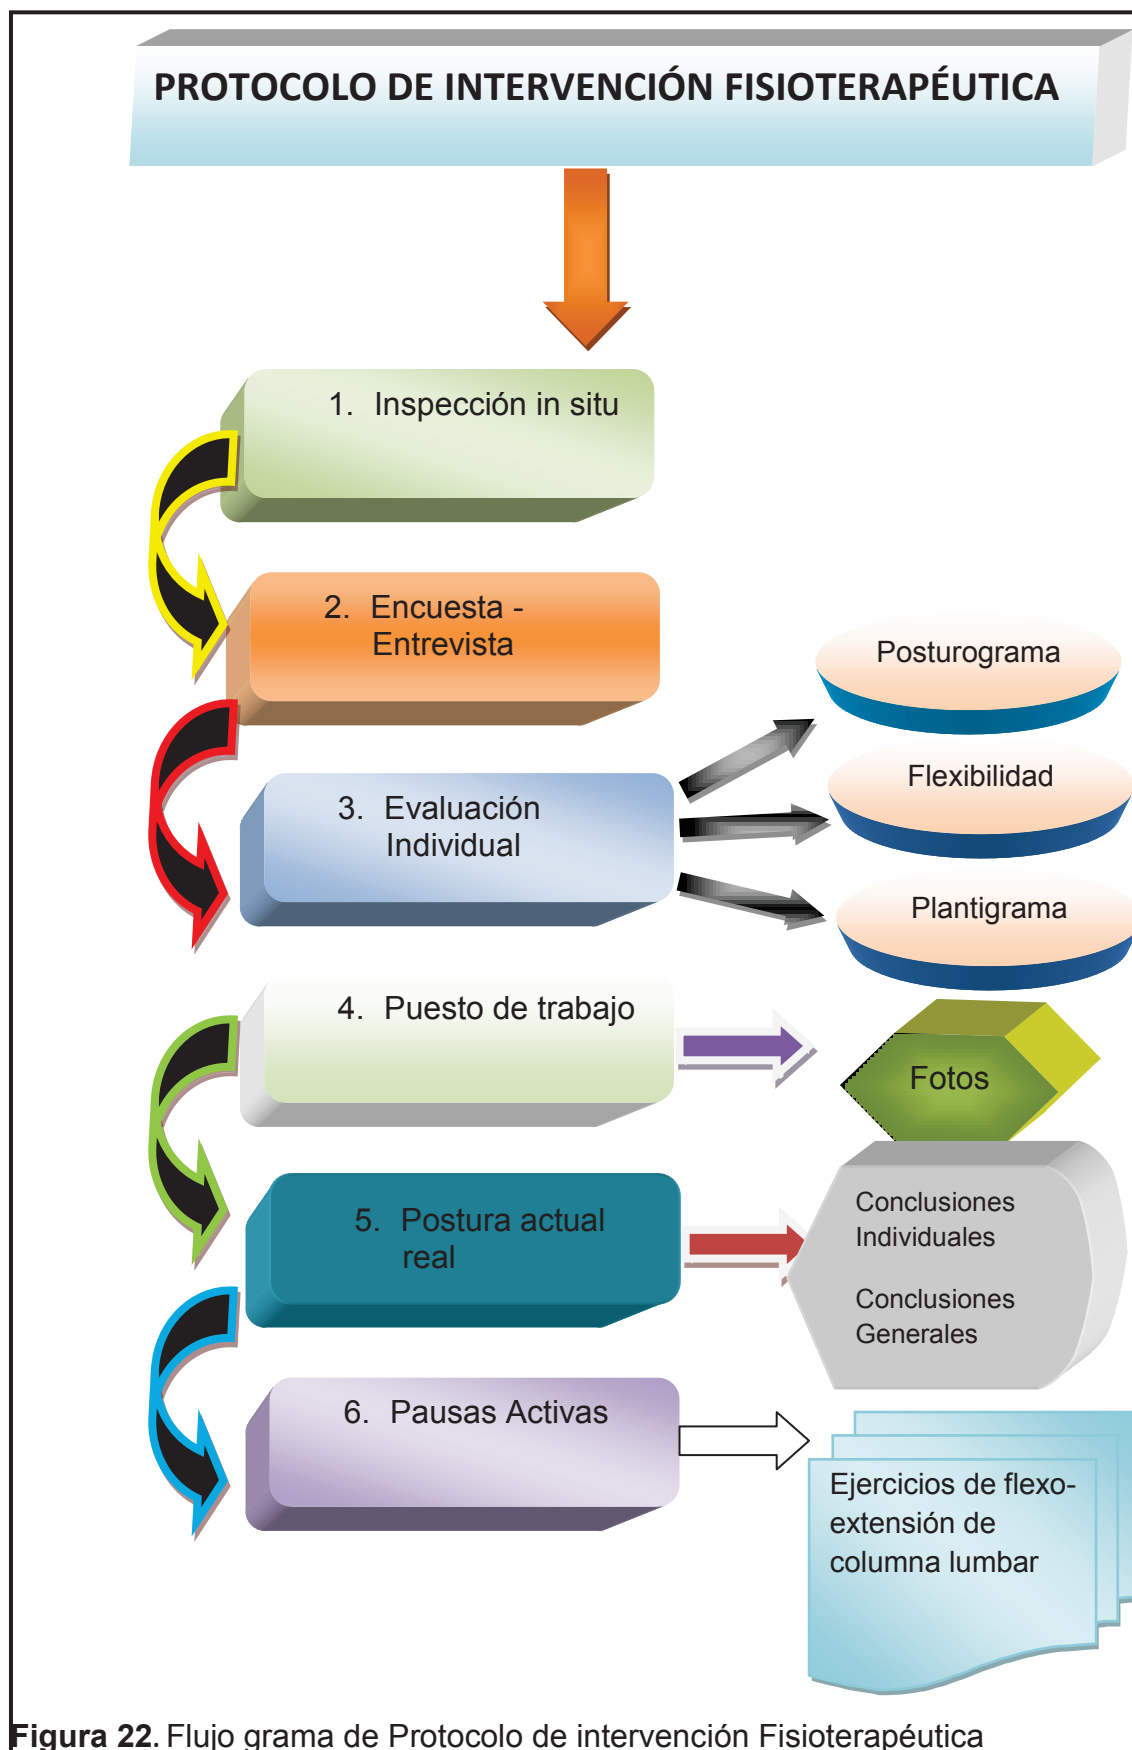 PROTOCOLO DE INTERVENCIÓN FISIOTERAPÉUTICA
1. Inspección in situ
2. Encuesta -
Entrevista
Posturograma
3. Evaluación
Individual
Flexibilidad
Plantigrama
4. Puesto de trabajo
Fotos
5. Postura actual
real
Conclusiones
Individuales
Conclusiones
Generales
6. Pausas Activas
Ejercicios de flexo-
extensión de
columna lumbar
Figura 22. Flujo grama de Protocolo de intervención Fisioterapéutica